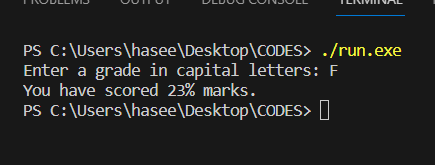 PROBLEMS OUTPUT DEBUG CONSOLE TERMINAL
PS C:\Users\hasee\Desktop\CODES> ./run.exe
Enter a grade in capital letters: F
You have scored 23% marks.
PS C:\Users\hasee\Desktop\CODES>